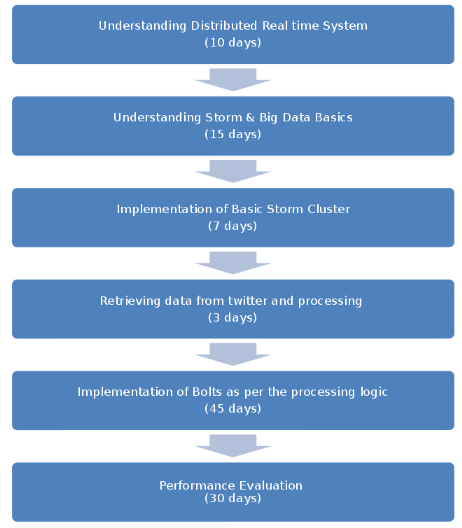 Understanding Distributed Real time System
(10 days)
Understanding Storm & Big Data Basics
(15 days)
Implementation of Basic Storm Cluster
(7 days)
Retrieving data from twitter and processing
(3 days)
Implementation of Bolts as per the processing logic
(45 days)
Performance Evaluation
(30 days)